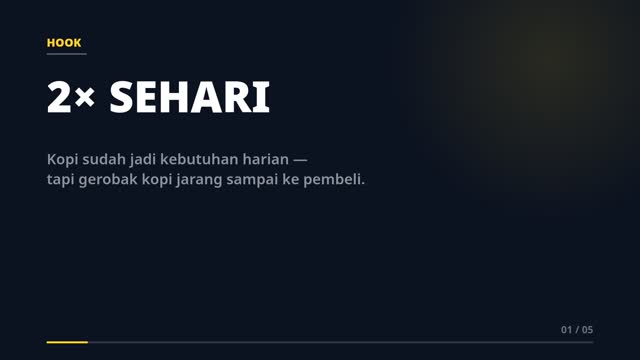 HOOK
2× SEHARI
Kopi sudah jadi kebutuhan harian —
tapi gerobak kopi jarang sampai ke pembeli.
01 / 05